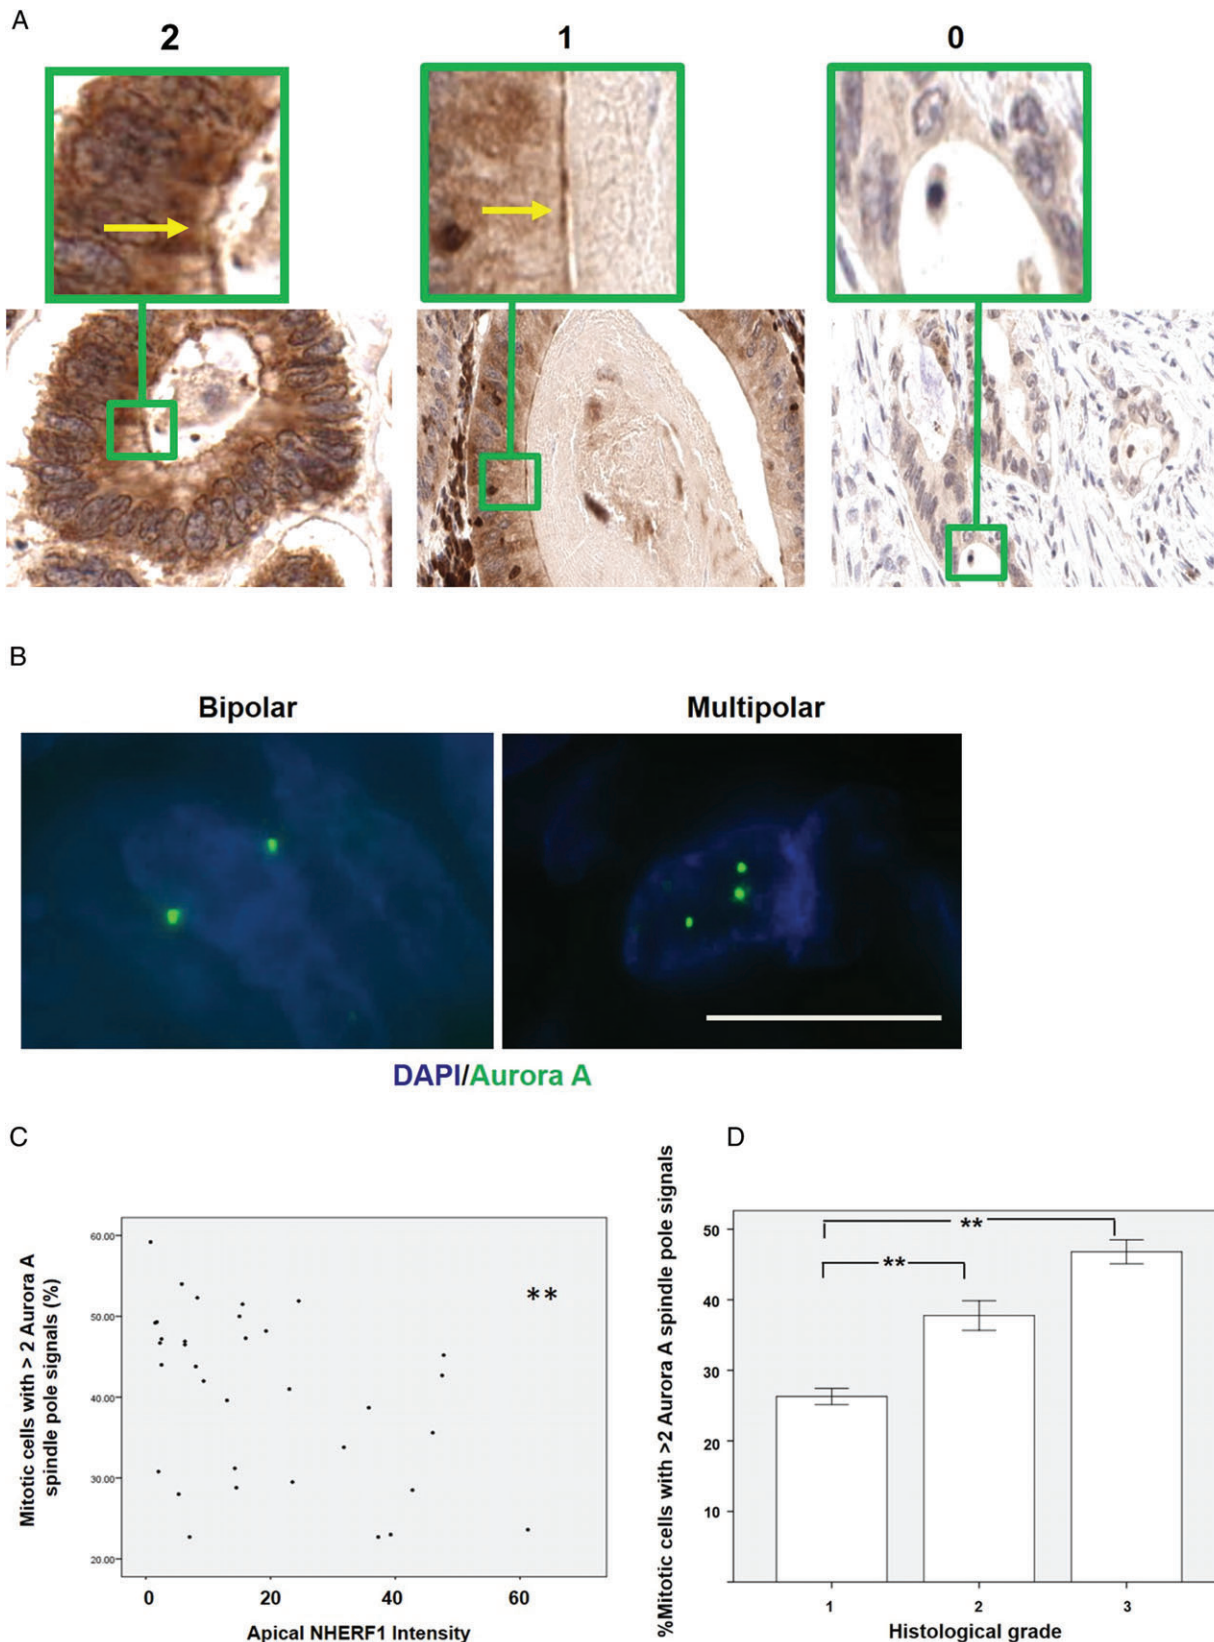 A
2 1 0
B
Bipolar Multipolar
DAPI/Aurora A
C
Mitotic cells with > 2 Aurora A
spindle pole signals (%)
60.00
50.00
40.00
30.00
20.00
**
0 20 40 60
Apical NHERF1 Intensity
D
%Mitotic cells with >2 Aurora A spindle pole signals
50
40
30
20
10
**
**
1 2 3
Histological grade